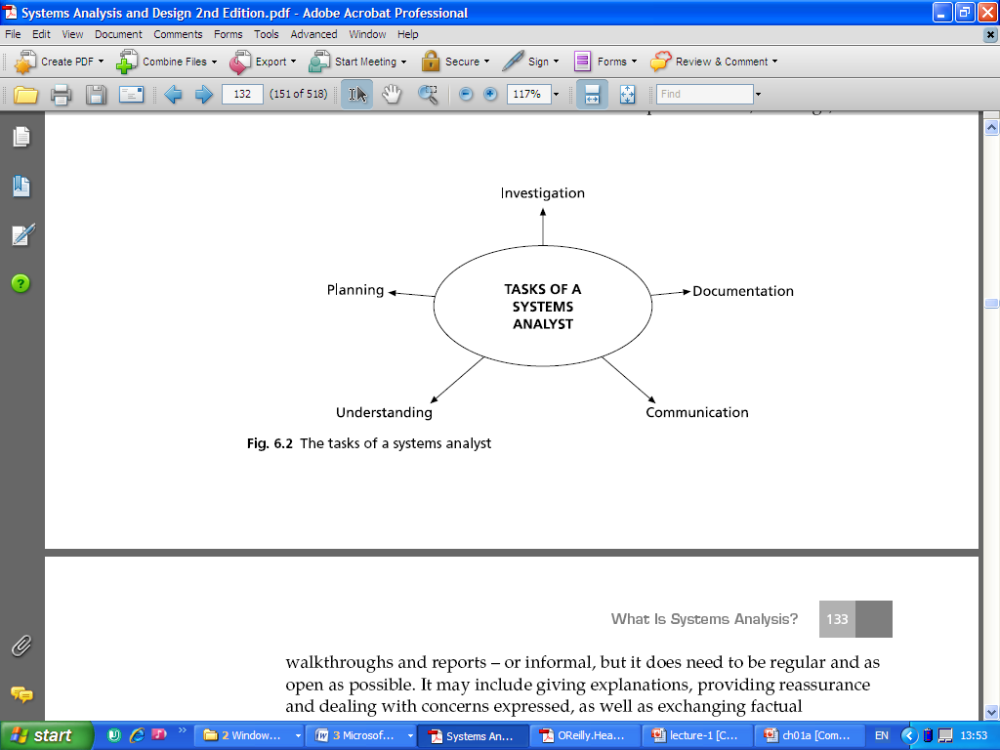 Systems Analysis and Design 2nd Edition.pdf - Adobe Acrobat Professional
File Edit View Document Comments Forms Tools Advanced Window Help
Create PDF Combine Files Export Start Meeting Secure Sign Forms Review & Comment
132 (151 of 518) 117% Find
Investigation
Planning
TASKS OF A
SYSTEMS
ANALYST
Documentation
Understanding
Communication
Fig. 6.2 The tasks of a systems analyst
What Is Systems Analysis? 133
walkthroughs and reports – or informal, but it does need to be regular and as
open as possible. It may include giving explanations, providing reassurance
and dealing with concerns expressed, as well as exchanging factual
start 2 Window... 3 Microsof... Systems An... OReilly.Hea... lecture-1 [C... ch01a [Com... EN 13:53